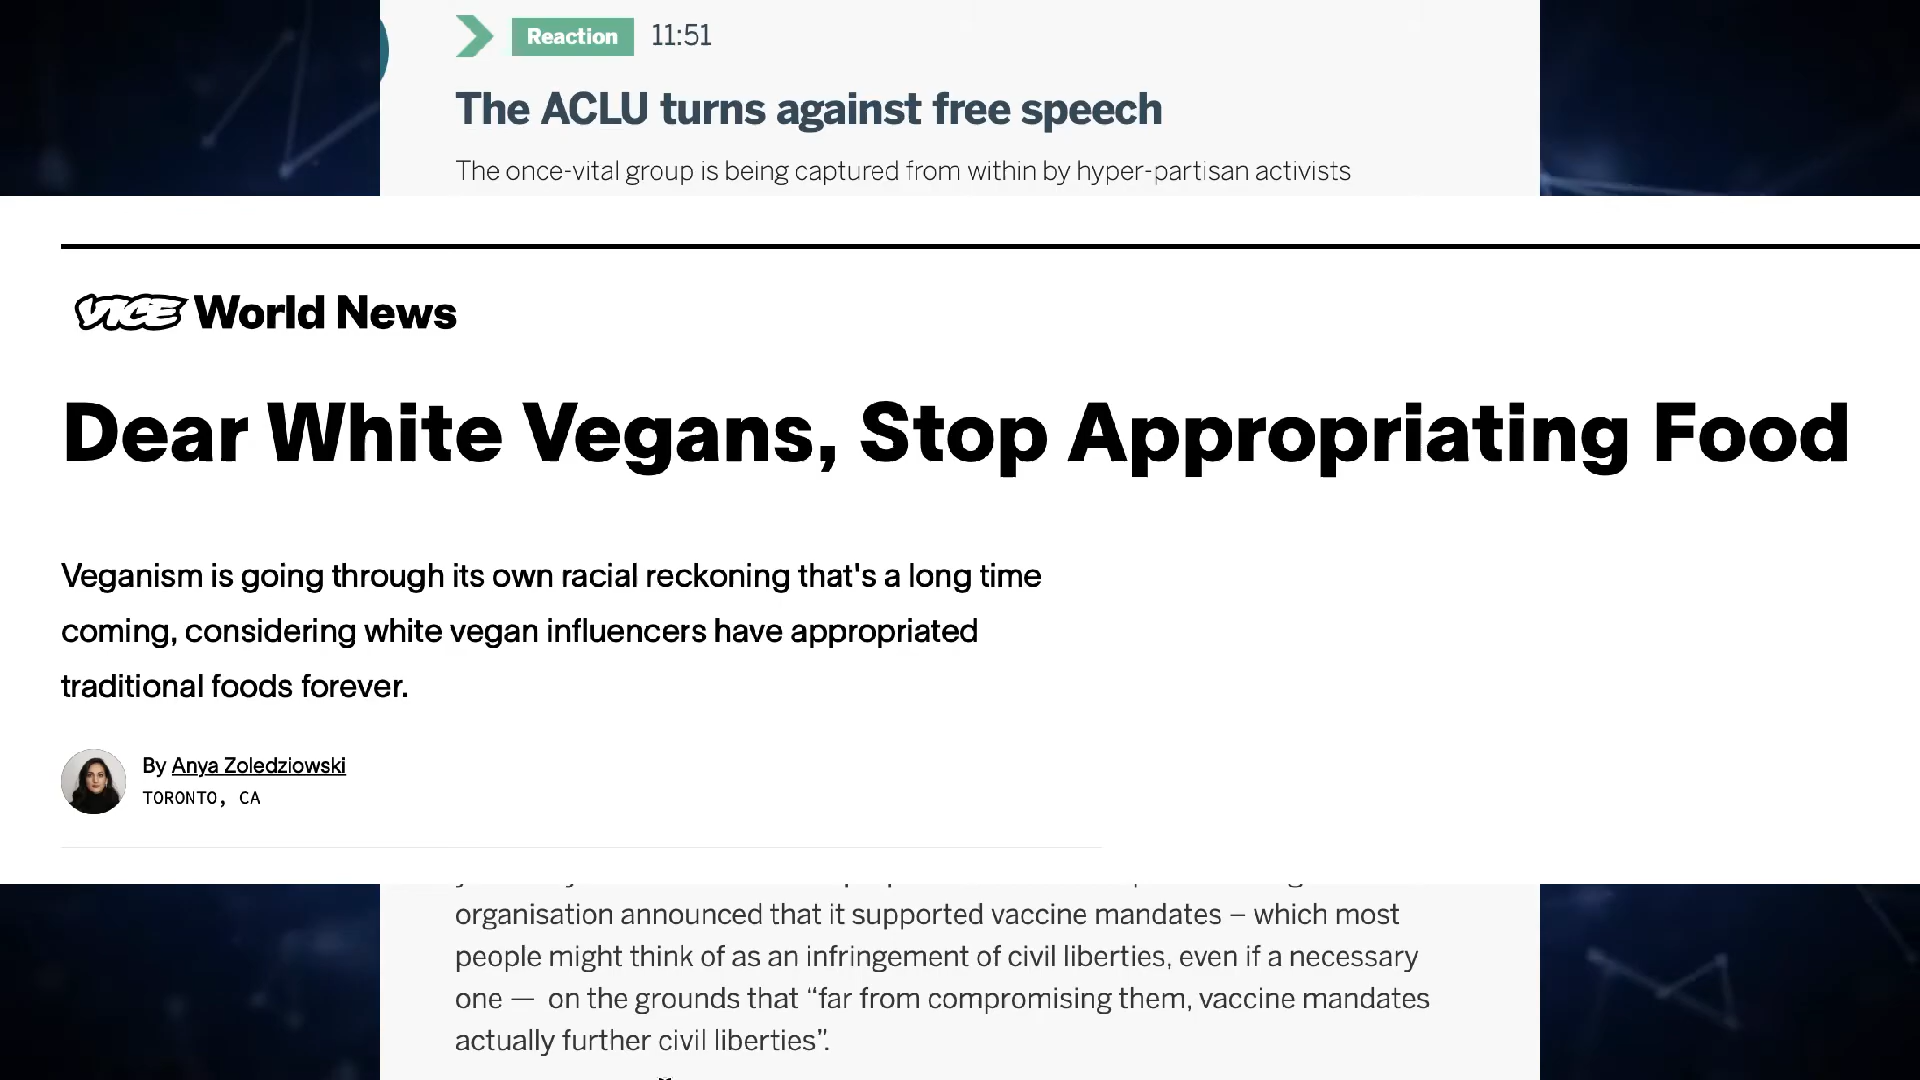 Reaction 11:51
The ACLU turns against free speech
The once-vital group is being captured from within by hyper-partisan activists
VICE World News
Dear White Vegans, Stop Appropriating Food
Veganism is going through its own racial reckoning that's a long time
coming, considering white vegan influencers have appropriated
traditional foods forever.
By Anya Zoledziowski
TORONTO, CA
organisation announced that it supported vaccine mandates – which most
people might think of as an infringement of civil liberties, even if a necessary
one — on the grounds that “far from compromising them, vaccine mandates
actually further civil liberties”.